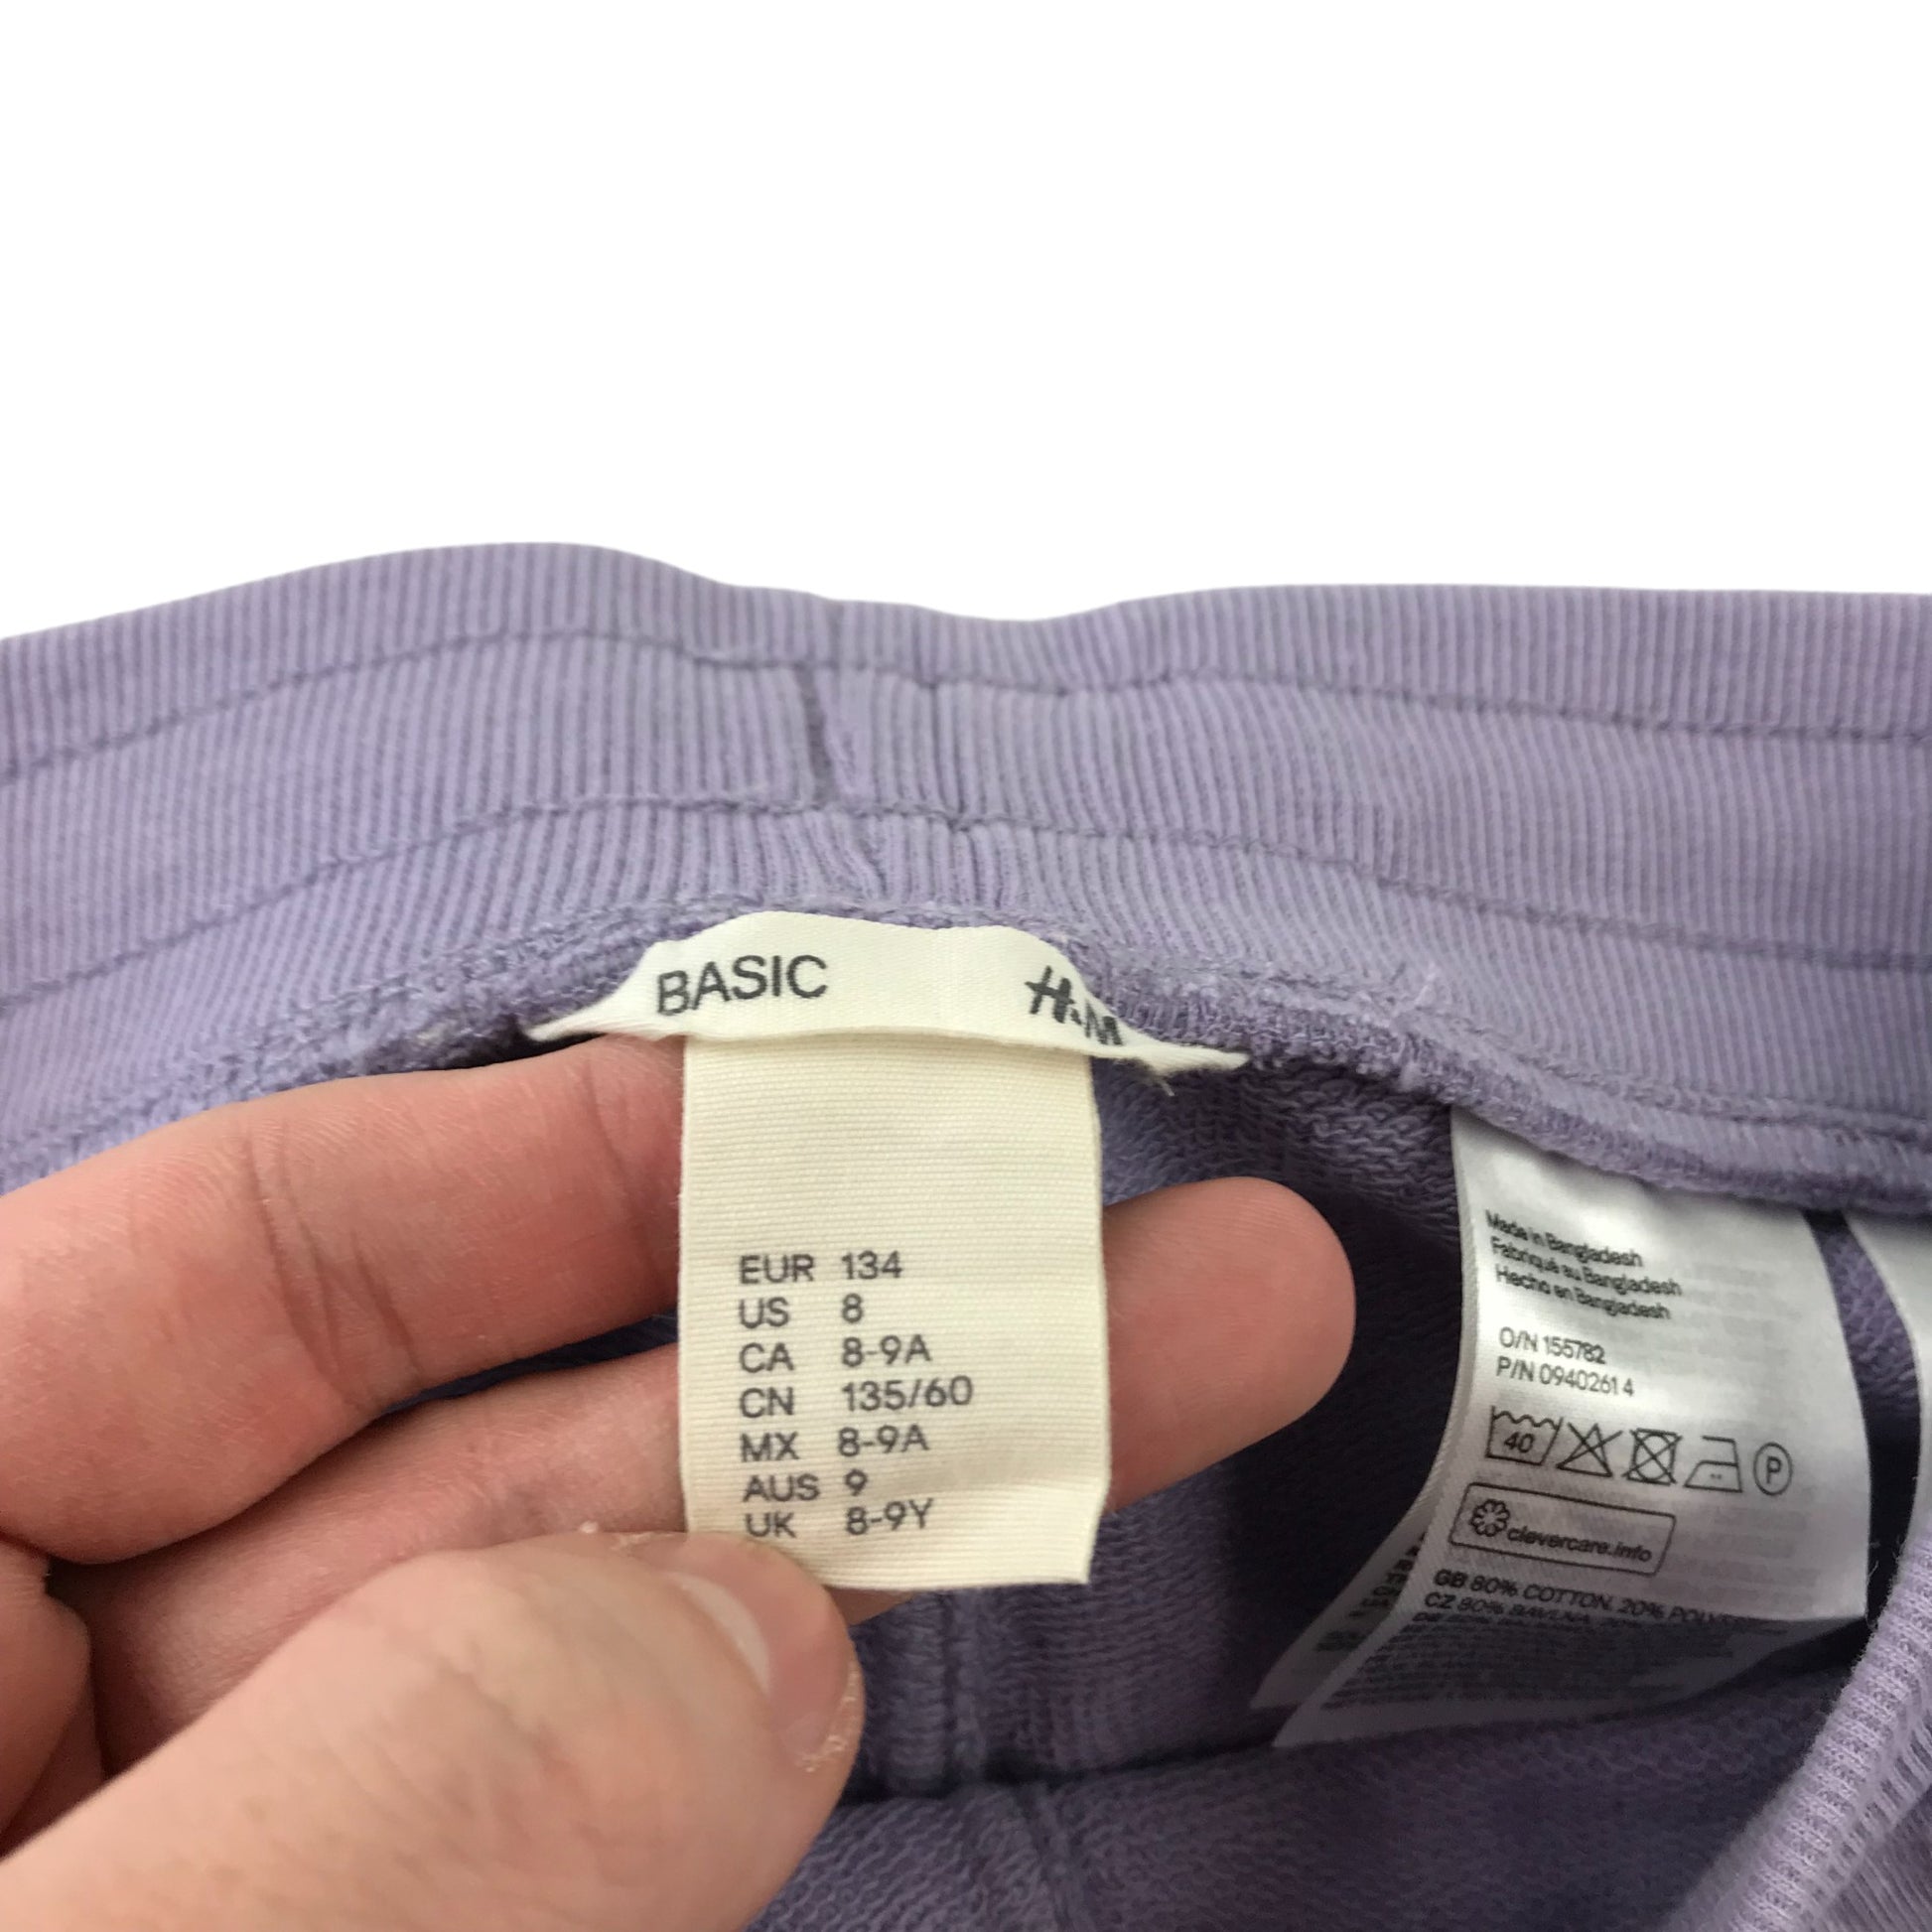 BASIC H&M
EUR 134
US 8
CA 8-9A
CN 135/60
MX 8-9A
AUS 9
UK 8-9Y
Made in Bangladesh
Fabriqué au Bangladesh
Hecho en Bangladesh
O/N 155782
P/N 0940261 4
40 P
clevercare.info
GB 80% COTTON, 20%
CZ 80% BAVLNA